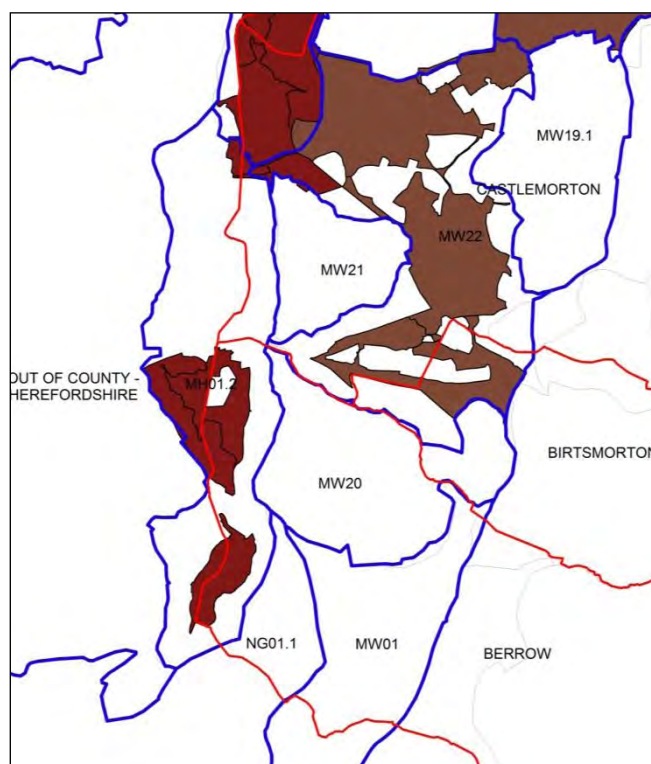 MW19.1
CASTLEMORTON
MW22
MW21
OUT OF COUNTY -
HEREFORDSHIRE
MH01.2
BIRTSMORTON
MW20
NG01.1
MW01
BERROW